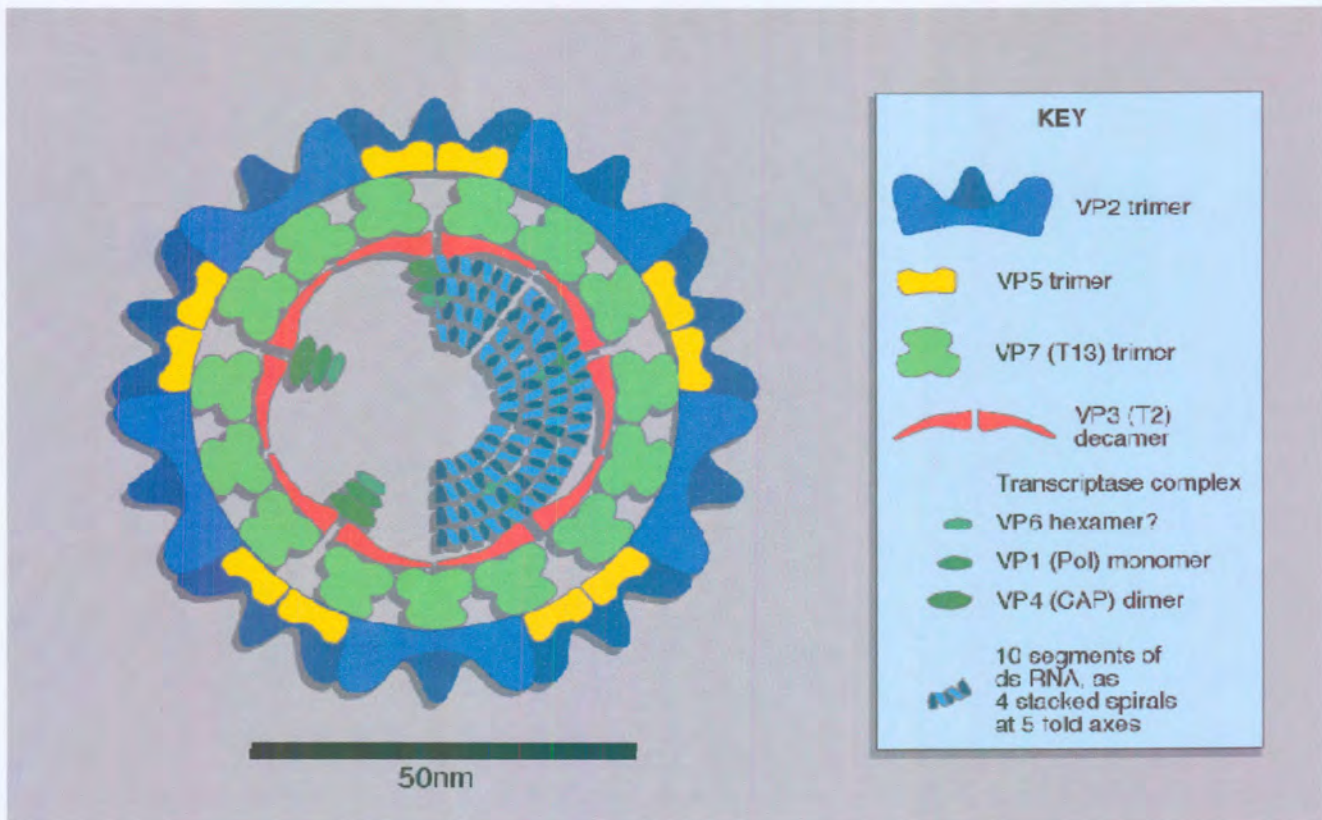 KEY
VP2 trimer
VP5 trimer
VP7 (T13) trimer
VP3 (T2)
decamer
Transcriptase complex
VP6 hexamer?
VP1 (Pol) monomer
VP4 (CAP) dimer
10 segments of
ds RNA, as
4 stacked spirals
at 5 fold axes
50nm